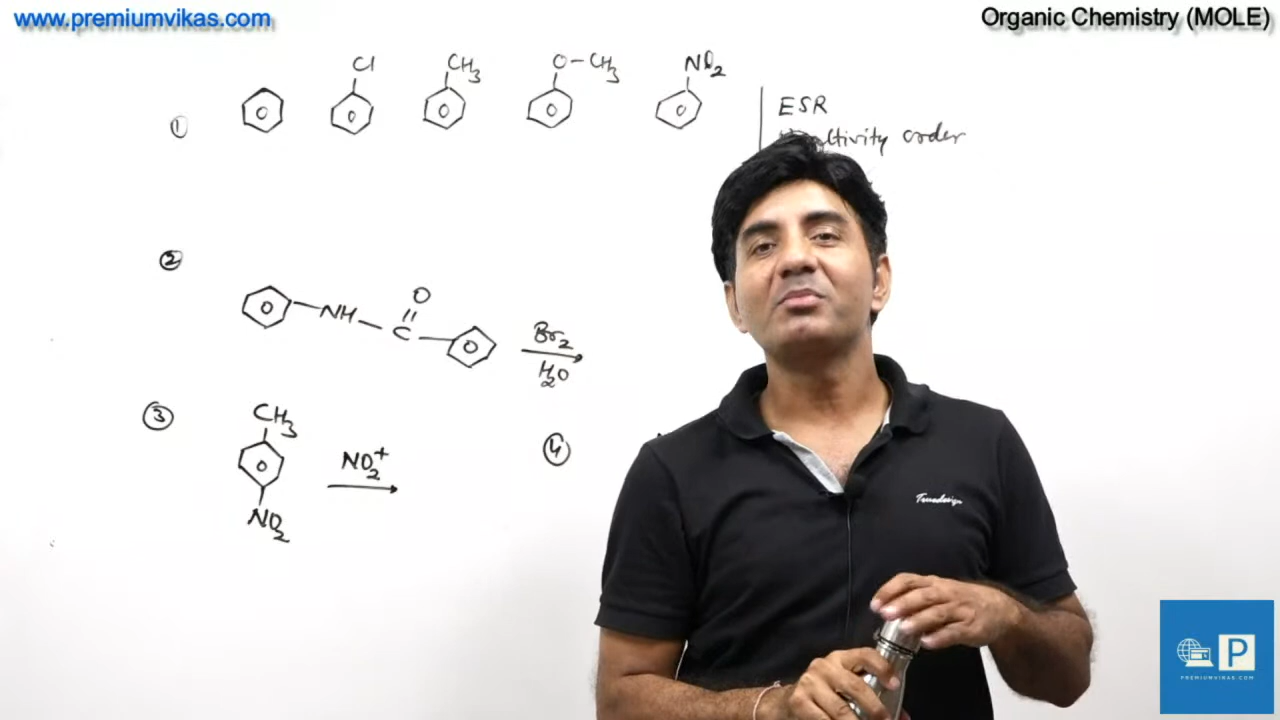 www.premiumvikas.com
Organic Chemistry (MOLE)
Cl
CH3
O-CH3
NO2
①
ESR
order
②
NH
C
O
Br2
H2O
③
CH3
NO2
NO2+
④
Truedesign
P
PREMIUMVIKAS.COM